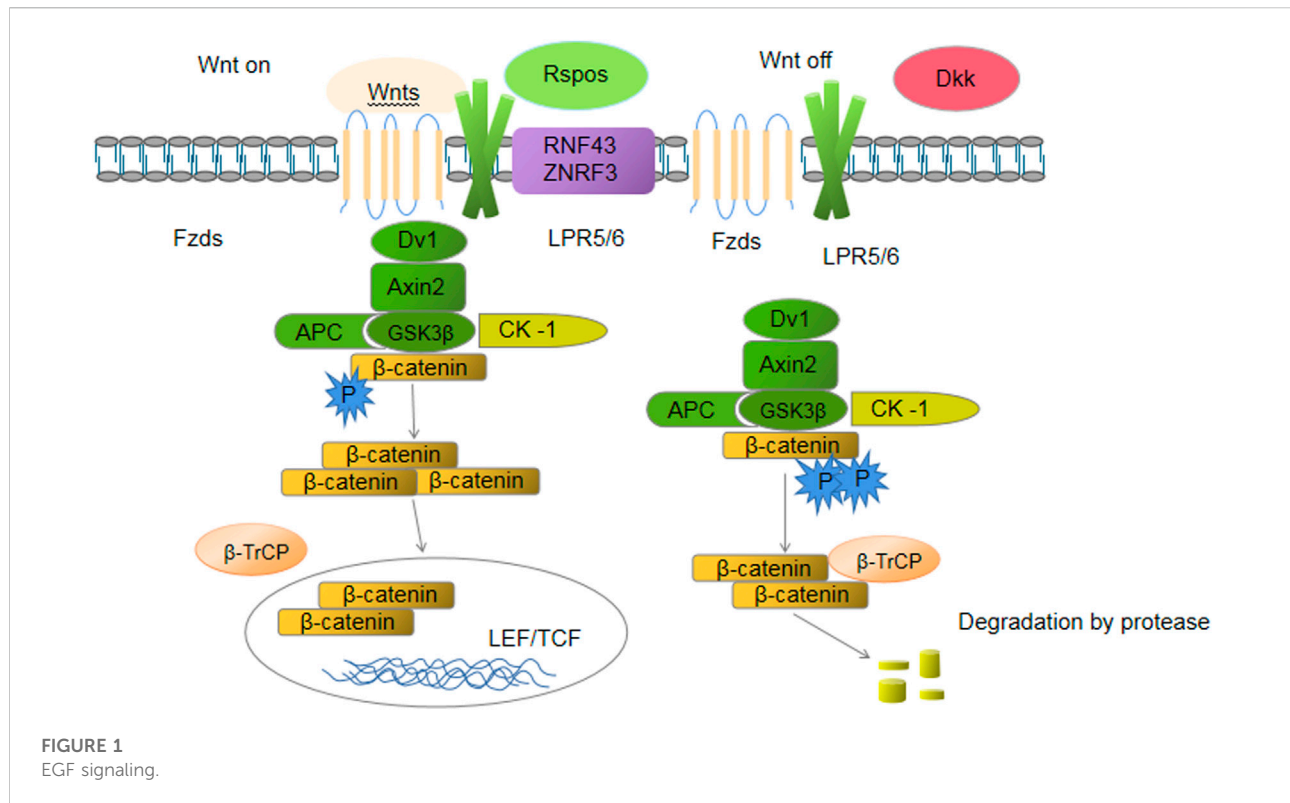 Wnt on
Wnts
Rspos
Wnt off
Dkk
RNF43
ZNRF3
Fzds
LPR5/6
Fzds
LPR5/6
Dv1
Axin2
APC
GSK3β
CK -1
β-catenin
P
β-catenin
β-catenin
β-catenin
β-TrCP
β-catenin
β-catenin
LEF/TCF
Dv1
Axin2
APC
GSK3β
CK -1
β-catenin
P
P
β-catenin
β-TrCP
β-catenin
Degradation by protease
FIGURE 1
EGF signaling.